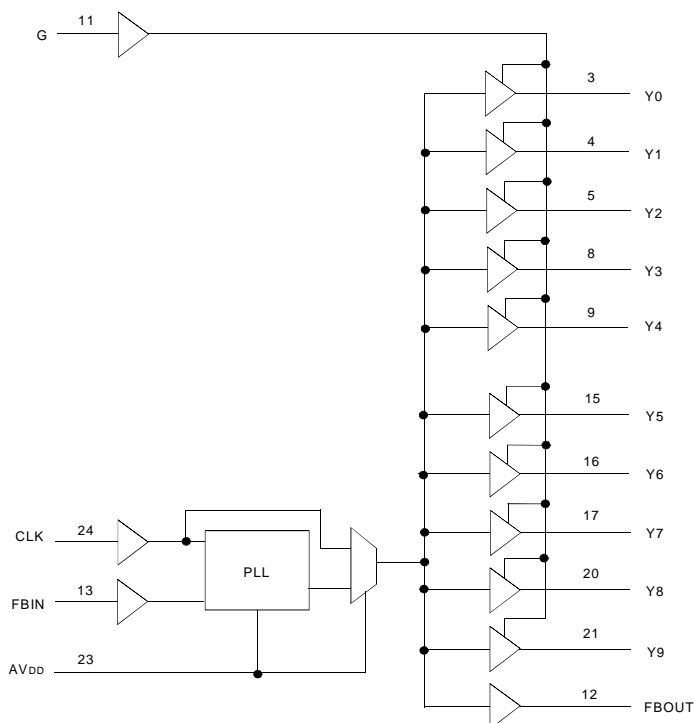 G 11
3 Y0
4 Y1
5 Y2
8 Y3
9 Y4
15 Y5
16 Y6
17 Y7
CLK 24
PLL
20 Y8
FBIN 13
21 Y9
AVDD 23
12 FBOUT